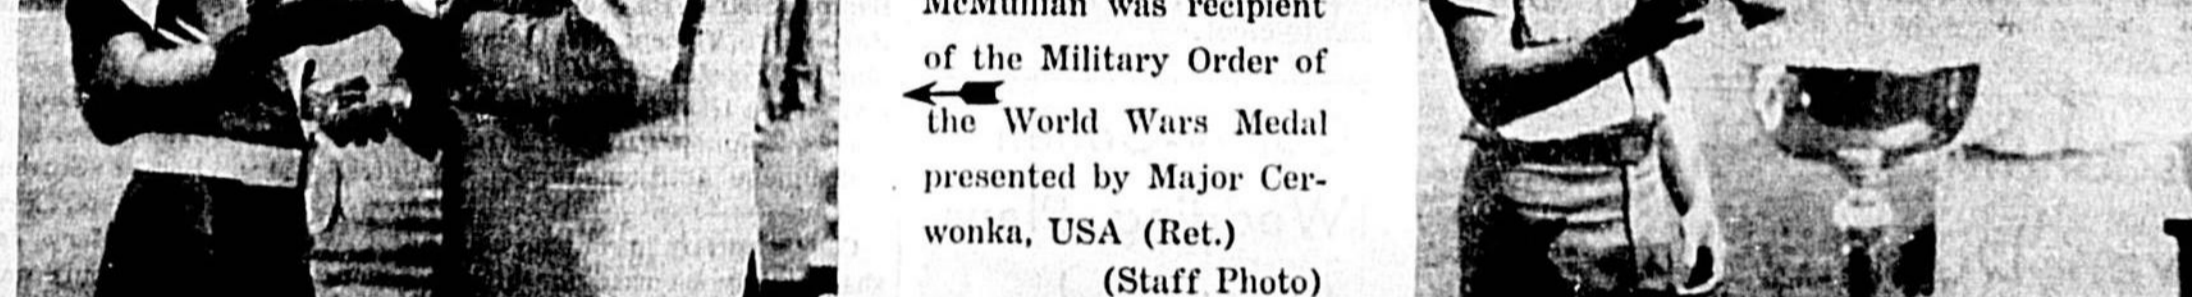 McMullan was recipient
of the Military Order of
the World Wars Medal
presented by Major Cer-
wonka, USA (Ret.)
(Staff Photo)